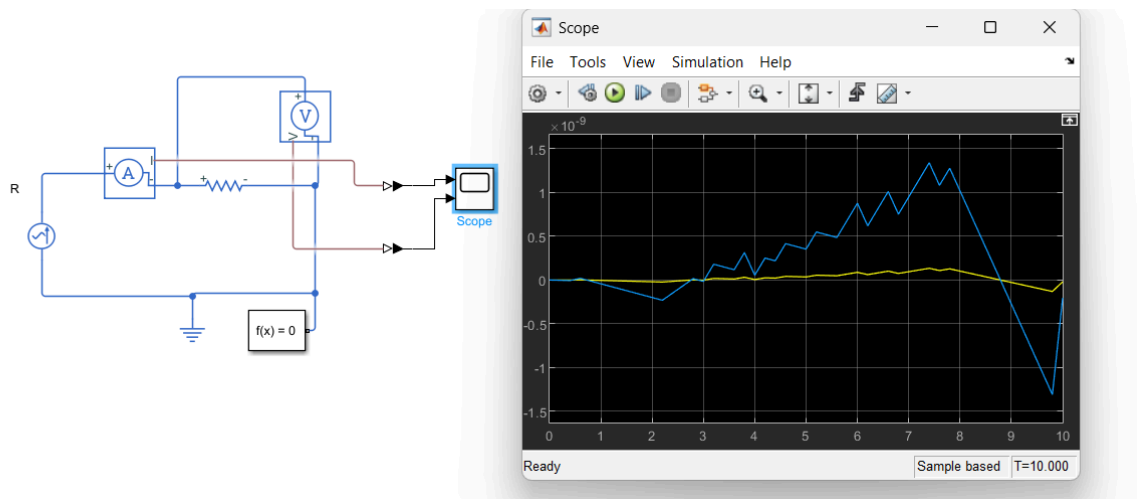 Scope
File Tools View Simulation Help
×10⁻⁹
1.5
1
0.5
0
-0.5
-1
-1.5
0 1 2 3 4 5 6 7 8 9 10
Ready Sample based T=10.000
+ V
-
V
+ A I
-
R
+ -
Scope
f(x) = 0